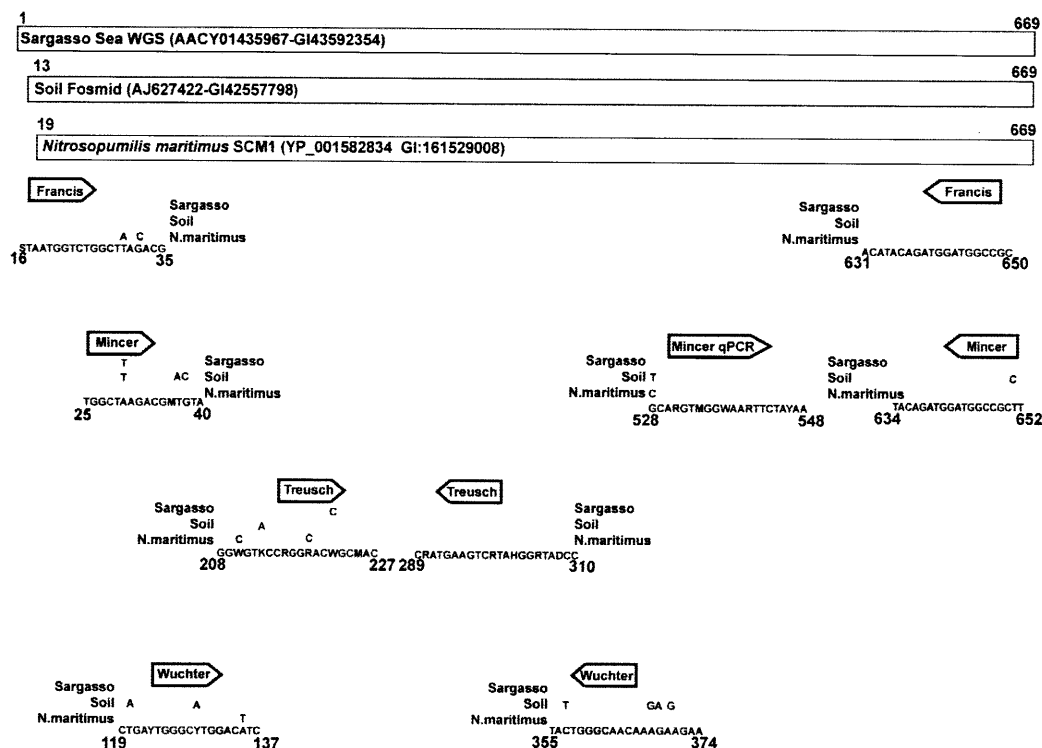 1 669
Sargasso Sea WGS (AACY01435967-GI43592354)
13 669
Soil Fosmid (AJ627422-GI42557798)
19 669
Nitrosopumilis maritimus SCM1 (YP_001582834 GI:161529008)
Francis Francis
Sargasso Sargasso
Soil Soil
A C N.maritimus N.maritimus
STAATGGTCTGGCTTAGACG ACATACAGATGGATGGCCGC
16 35 631 650
Mincer Mincer qPCR Mincer
T Sargasso Sargasso Sargasso
T AC Soil Soil T Soil C
N.maritimus N.maritimus C N.maritimus
TGGCTAAGACGMTGTA GCARGTMGGWAARTTCTAYAA TACAGATGGATGGCCGCTT
25 40 528 548 634 652
Treusch Treusch
Sargasso C Sargasso
Soil A Soil
N.maritimus C C N.maritimus
GGWGTKCCRGGRACWGCMAC CRATGAAGTCRTAHGGRTADCC
208 227 289 310
Wuchter Wuchter
Sargasso Sargasso
Soil A A Soil T GA G
N.maritimus T N.maritimus
CTGAYTGGGCYTGGACATC TACTGGGCAACAAAGAAGAA
119 137 355 374